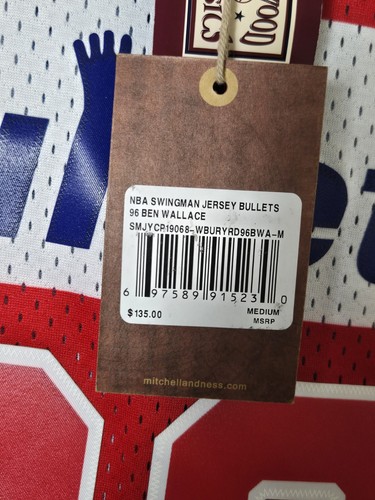 NBA SWINGMAN JERSEY BULLETS
96 BEN WALLACE
SMJYCP19068-WBURYRD96BWA-M
6 97589 91523 0
$135.00 MEDIUM
MSRP
mitchellandness.com